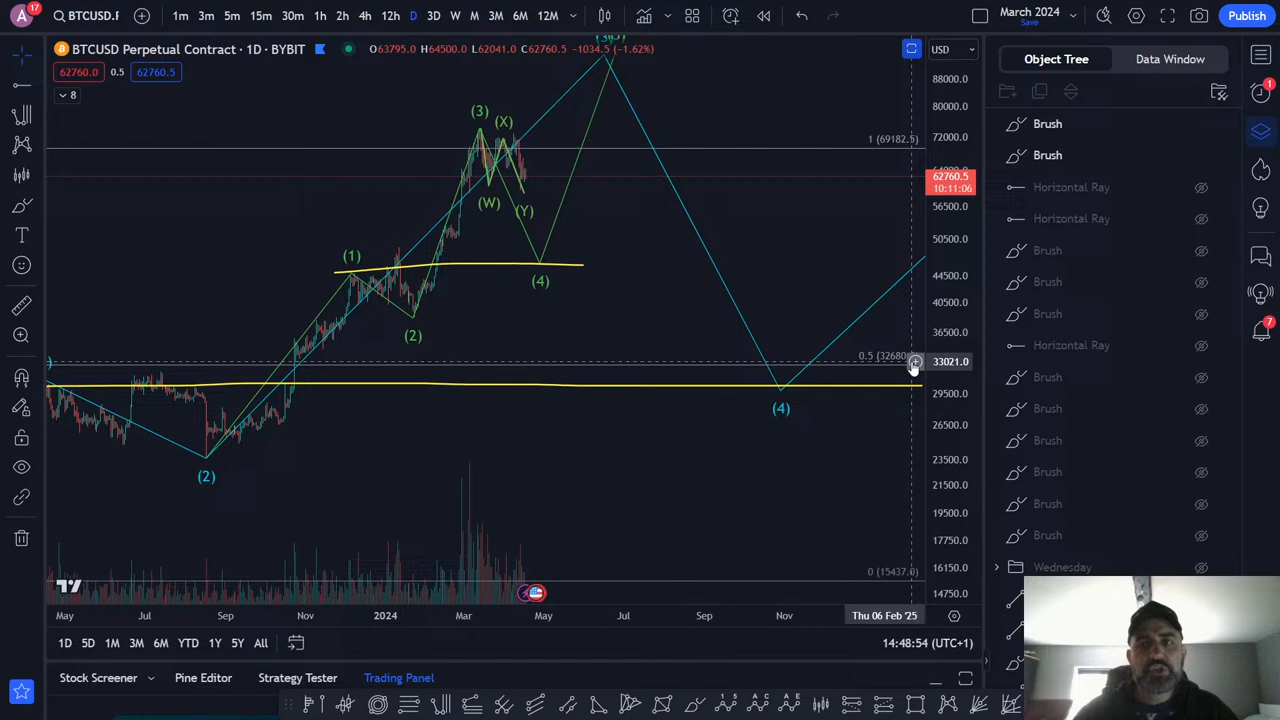 A
17
BTCUSD.P
1m 3m 5m 15m 30m 1h 2h 4h 12h D 3D W M 3M 6M 12M
March 2024
Save
Publish
BTCUSD Perpetual Contract · 1D · BYBIT
O63795.0 H64500.0 L62041.0 C62760.5 −1034.5 (−1.62%)
USD
62760.0 0.5 62760.5
8
Object Tree
Data Window
1
7
Brush
Brush
Horizontal Ray
Horizontal Ray
Brush
Brush
Brush
Horizontal Ray
Brush
Brush
Brush
Brush
Brush
Brush
Wednesday
88000.0
80000.0
72000.0
62760.5
10:11:06
56500.0
50500.0
44500.0
40500.0
36500.0
33021.0
29500.0
26500.0
23500.0
21500.0
19500.0
17750.0
16150.0
14750.0
1 (69182.5)
0.5 (32680
0 (15437.0)
(3)
(X)
(W)
(Y)
(1)
(4)
(2)
(4)
(2)
May Jul Sep Nov 2024 Mar May Jul Sep Nov
Thu 06 Feb '25
1D 5D 1M 3M 6M YTD 1Y 5Y All
14:48:54 (UTC+1)
Stock Screener
Pine Editor
Strategy Tester
Trading Panel